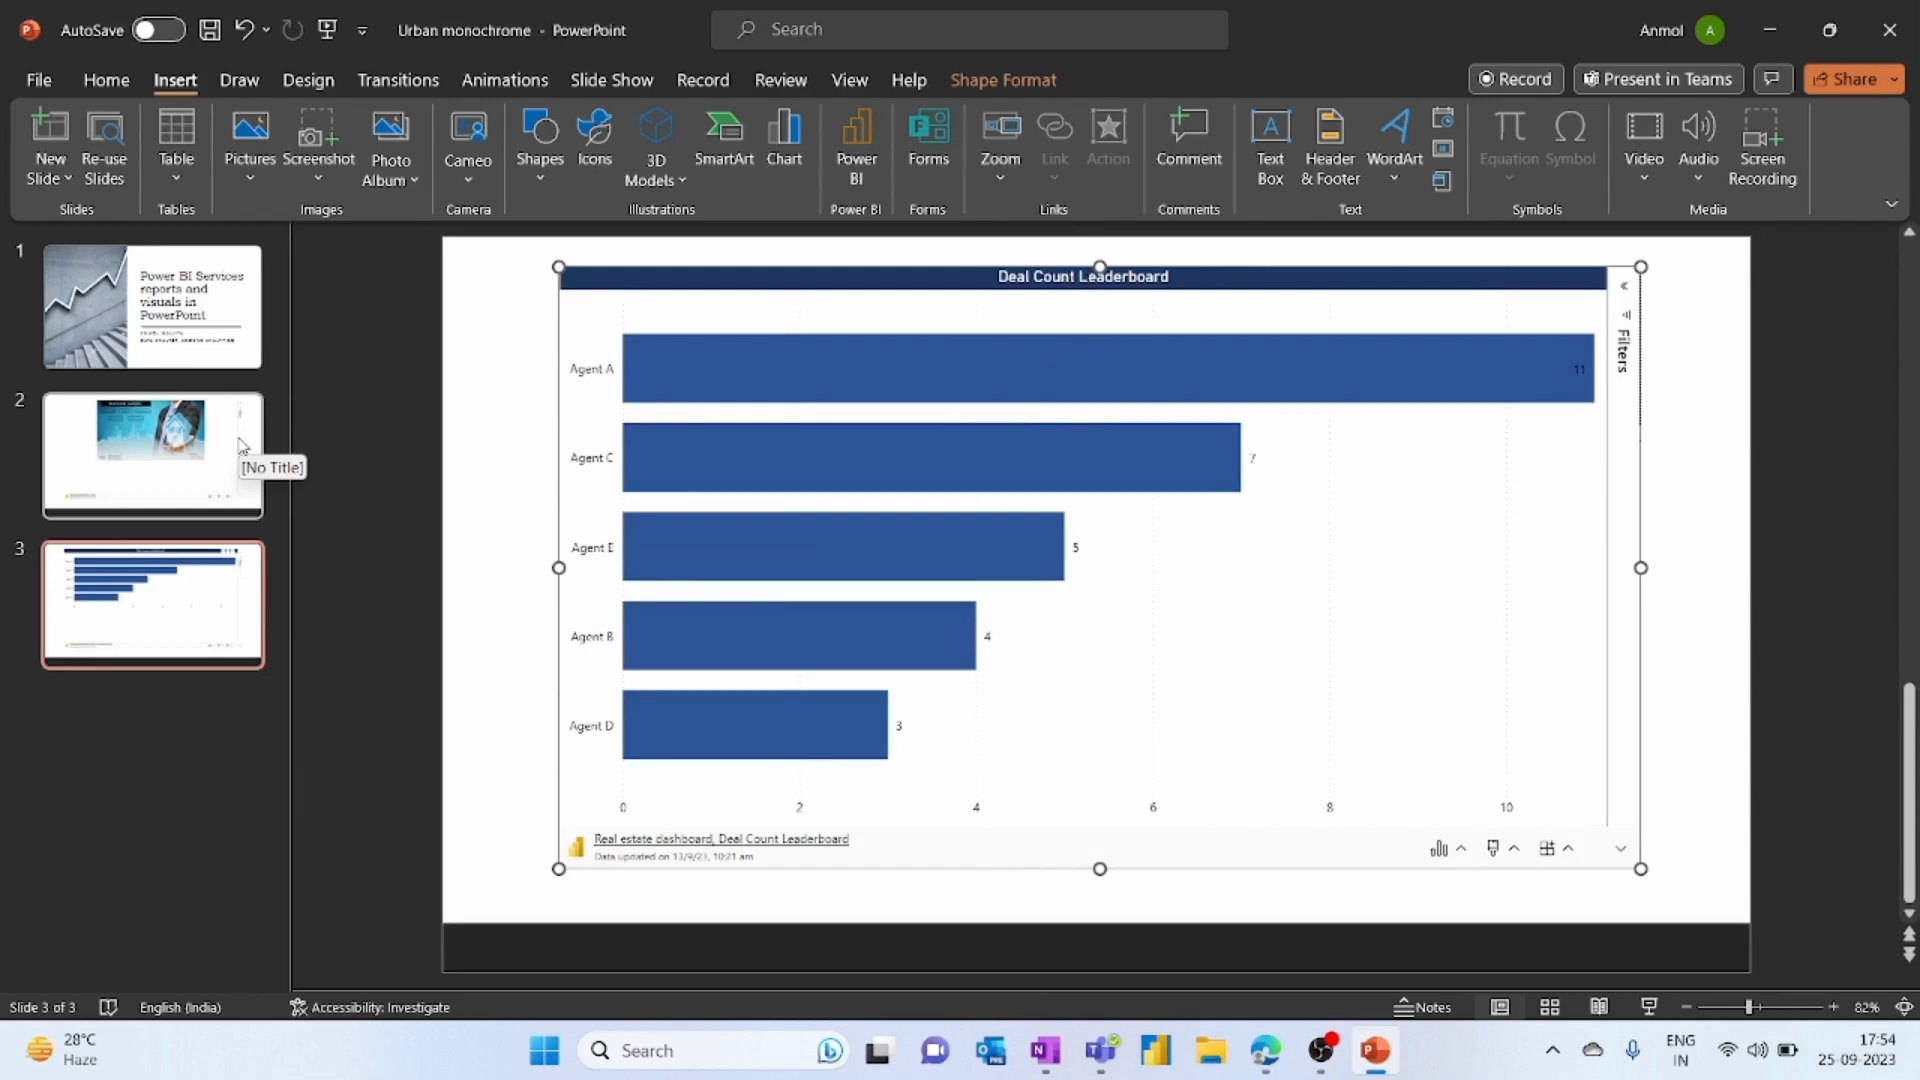 AutoSave
Urban monochrome - PowerPoint
Search
Anmol
A
File Home Insert Draw Design Transitions Animations Slide Show Record Review View Help Shape Format
Record
Present in Teams
Share
New Slide
Re-use Slides
Table
Pictures
Screenshot
Photo Album
Cameo
Shapes
Icons
3D Models
SmartArt
Chart
Power BI
Forms
Zoom
Link
Action
Comment
Text Box
Header & Footer
WordArt
Equation
Symbol
Video
Audio
Screen Recording
Slides
Tables
Images
Camera
Illustrations
Power BI
Forms
Links
Comments
Text
Symbols
Media
1
Power BI Services
reports and
visuals in
PowerPoint
2
[No Title]
3
Deal Count Leaderboard
Filters
Agent A
11
Agent C
7
Agent E
5
Agent B
4
Agent D
3
0 2 4 6 8 10
Real estate dashboard, Deal Count Leaderboard
Data updated on 13/9/23, 10:21 am
Slide 3 of 3
English (India)
Accessibility: Investigate
Notes
82%
28°C
Haze
Search
ENG
IN
17:54
25-09-2023